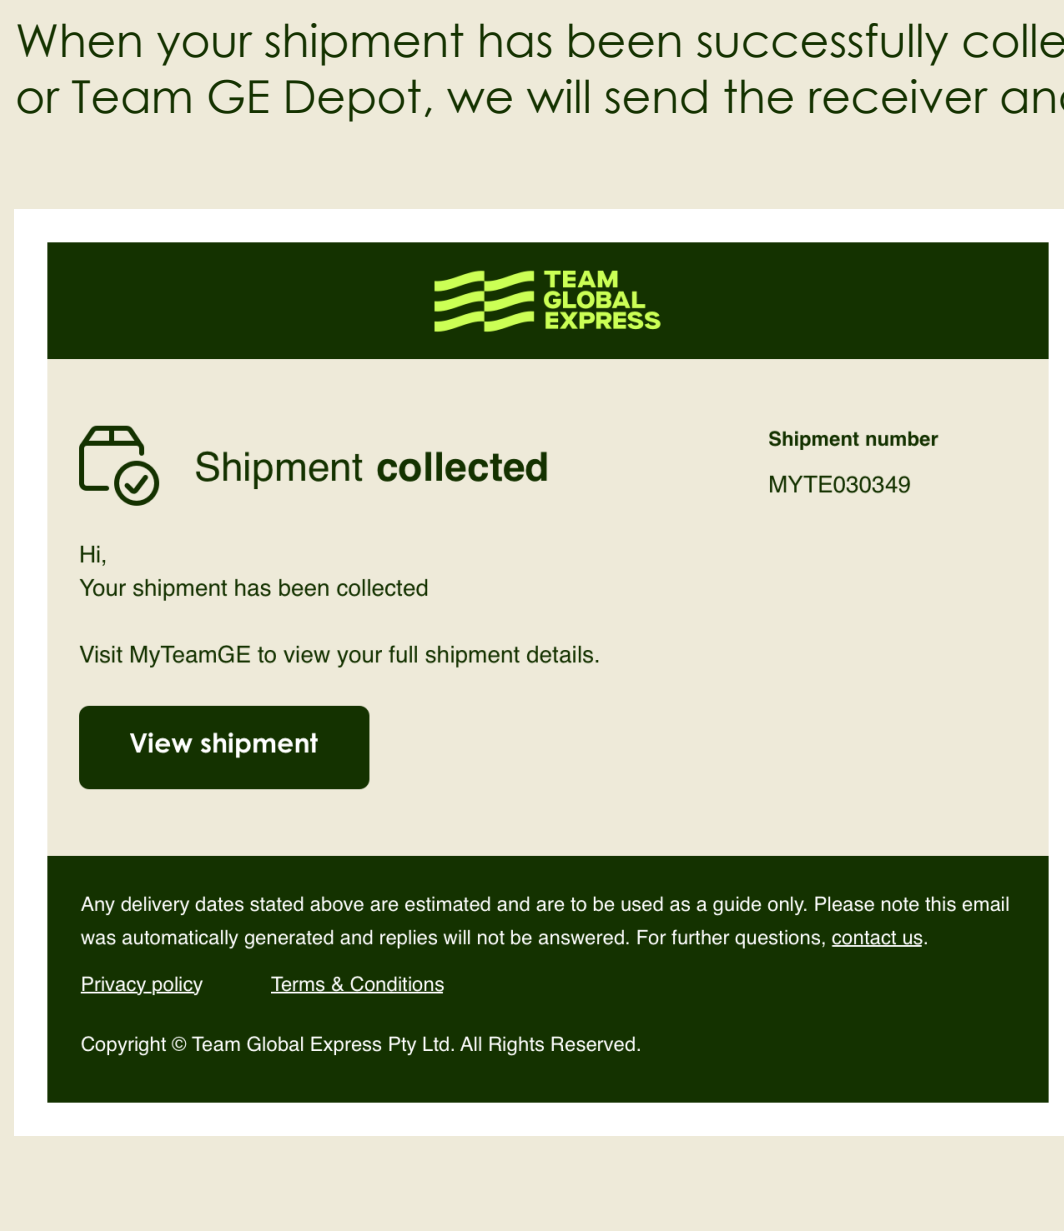 When your shipment has been successfully colle
or Team GE Depot, we will send the receiver an
TEAM
GLOBAL
EXPRESS
Shipment collected
Shipment number
MYTE030349
Hi,
Your shipment has been collected
Visit MyTeamGE to view your full shipment details.
View shipment
Any delivery dates stated above are estimated and are to be used as a guide only. Please note this email
was automatically generated and replies will not be answered. For further questions, contact us.
Privacy policy
Terms & Conditions
Copyright © Team Global Express Pty Ltd. All Rights Reserved.